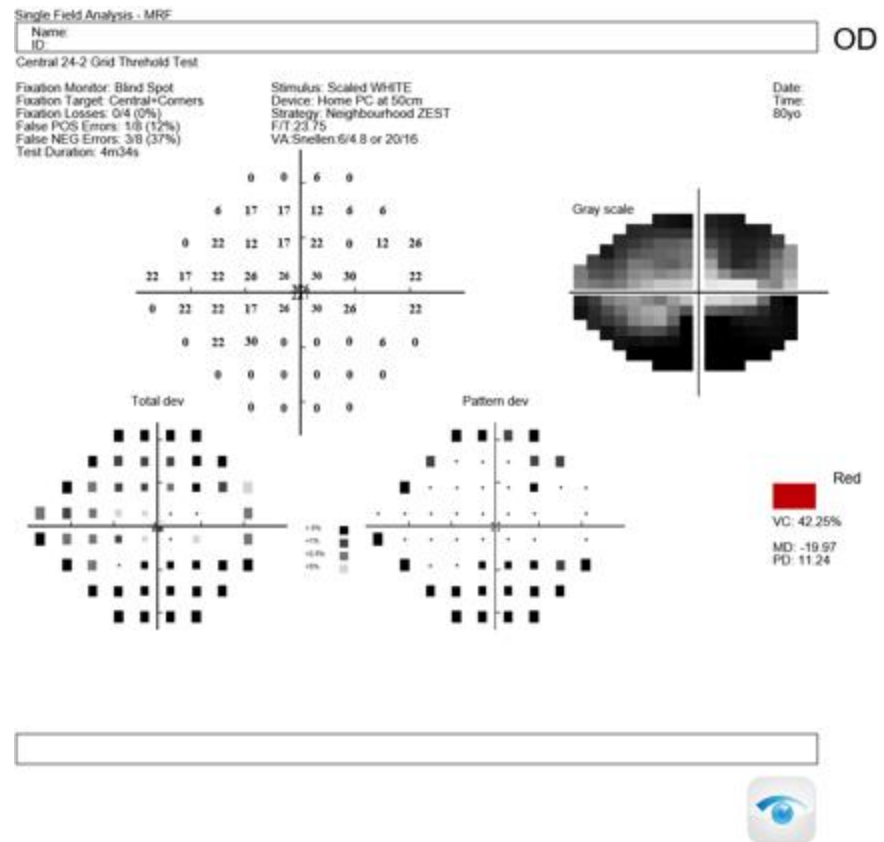 Single Field Analysis - MRF
Name:
ID:
OD
Central 24-2 Grid Threhold Test
Fixation Monitor: Blind Spot
Fixation Target: Central+Corners
Fixation Losses: 0/4 (0%)
False POS Errors: 1/8 (12%)
False NEG Errors: 3/8 (37%)
Test Duration: 4m34s
Stimulus: Scaled WHITE
Device: Home PC at 50cm
Strategy: Neighbourhood ZEST
F/T:23.75
VA:Snellen:6/4.8 or 20/16
Date:
Time:
80yo
0 0 6 0
6 17 17 12 6 6
0 22 12 17 22 0 12 26
22 17 22 26 26 30 30 22
0 22 22 17 26 30 26 22
0 22 30 0 0 0 6 0
0 0 0 0 0 0
0 0 0 0
Gray scale
Total dev
Pattern dev
Red
VC: 42.25%
MD: -19.97
PD: 11.24